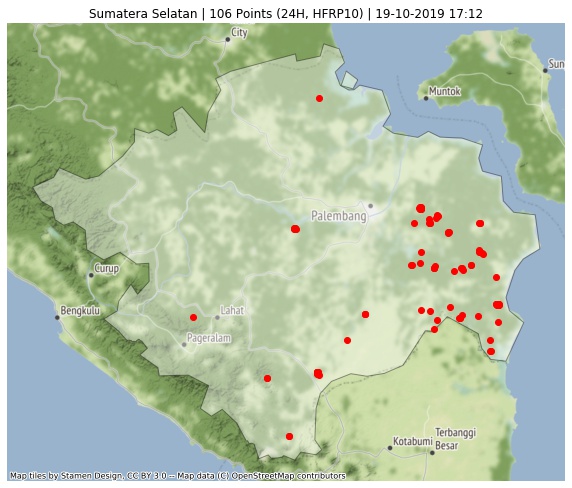 Sumatera Selatan | 106 Points (24H, HFRP10) | 19-10-2019 17:12
City
Sun
Muntok
Palembang
Curup
Bengkulu
Lahat
Pageralam
Terbanggi
Besar
Kotabumi
Map tiles by Stamen Design, CC BY 3.0 -- Map data (C) OpenStreetMap contributors